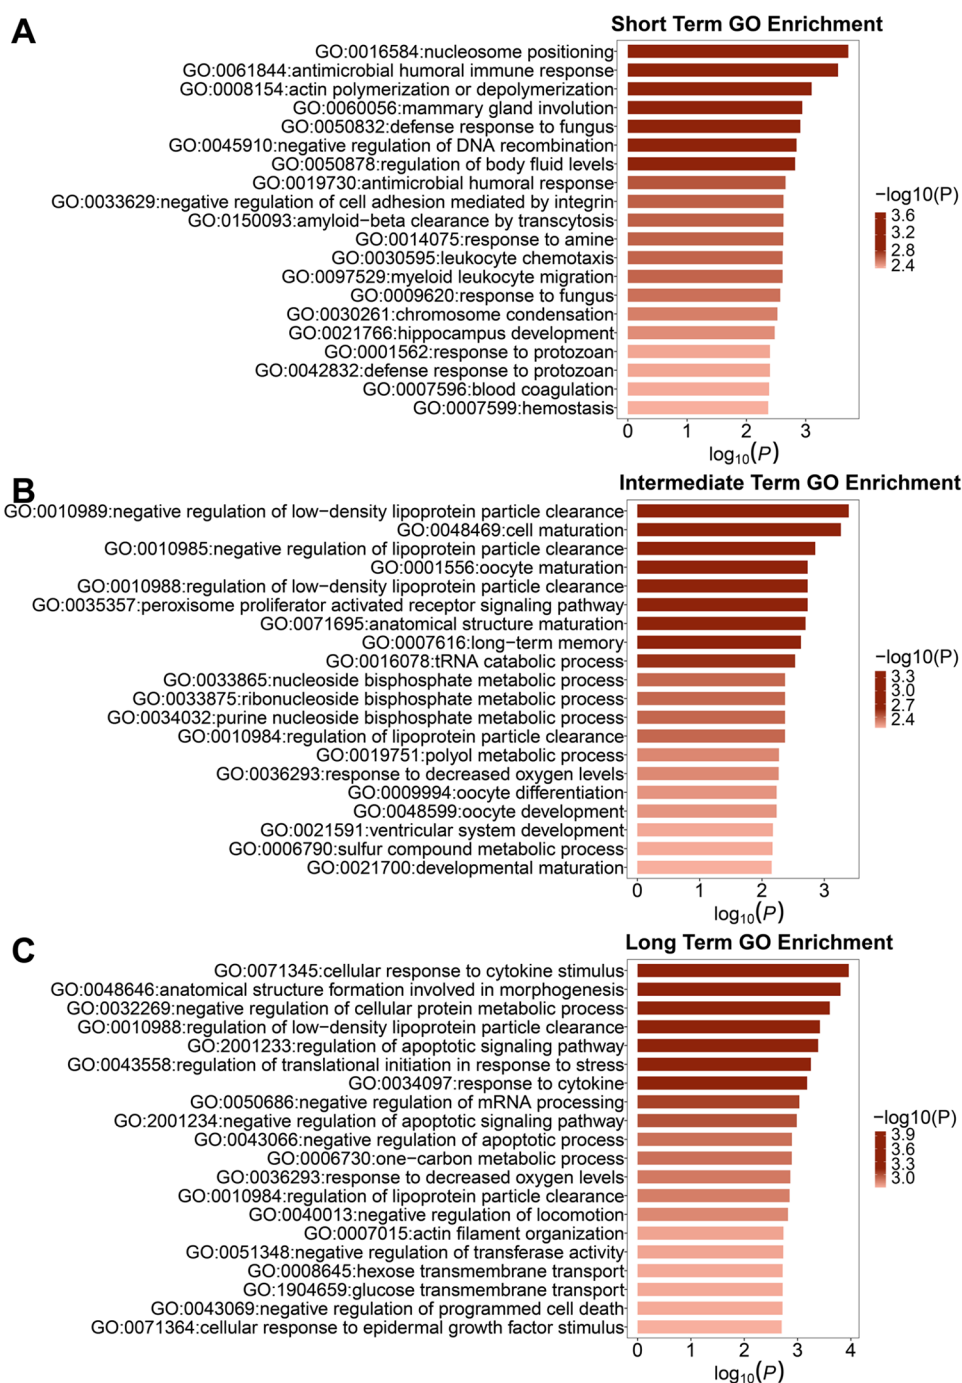 A
Short Term GO Enrichment
GO:0016584:nucleosome positioning
GO:0061844:antimicrobial humoral immune response
GO:0008154:actin polymerization or depolymerization
GO:0060056:mammary gland involution
GO:0050832:defense response to fungus
GO:0045910:negative regulation of DNA recombination
GO:0050878:regulation of body fluid levels
GO:0019730:antimicrobial humoral response
GO:0033629:negative regulation of cell adhesion mediated by integrin
GO:0150093:amyloid−beta clearance by transcytosis
GO:0014075:response to amine
GO:0030595:leukocyte chemotaxis
GO:0097529:myeloid leukocyte migration
GO:0009620:response to fungus
GO:0030261:chromosome condensation
GO:0021766:hippocampus development
GO:0001562:response to protozoan
GO:0042832:defense response to protozoan
GO:0007596:blood coagulation
GO:0007599:hemostasis
0 1 2 3
log10(P)
−log10(P)
3.6
3.2
2.8
2.4
B
Intermediate Term GO Enrichment
GO:0010989:negative regulation of low−density lipoprotein particle clearance
GO:0048469:cell maturation
GO:0010985:negative regulation of lipoprotein particle clearance
GO:0001556:oocyte maturation
GO:0010988:regulation of low−density lipoprotein particle clearance
GO:0035357:peroxisome proliferator activated receptor signaling pathway
GO:0071695:anatomical structure maturation
GO:0007616:long−term memory
GO:0016078:tRNA catabolic process
GO:0033865:nucleoside bisphosphate metabolic process
GO:0033875:ribonucleoside bisphosphate metabolic process
GO:0034032:purine nucleoside bisphosphate metabolic process
GO:0010984:regulation of lipoprotein particle clearance
GO:0019751:polyol metabolic process
GO:0036293:response to decreased oxygen levels
GO:0009994:oocyte differentiation
GO:0048599:oocyte development
GO:0021591:ventricular system development
GO:0006790:sulfur compound metabolic process
GO:0021700:developmental maturation
0 1 2 3
log10(P)
−log10(P)
3.3
3.0
2.7
2.4
C
Long Term GO Enrichment
GO:0071345:cellular response to cytokine stimulus
GO:0048646:anatomical structure formation involved in morphogenesis
GO:0032269:negative regulation of cellular protein metabolic process
GO:0010988:regulation of low−density lipoprotein particle clearance
GO:2001233:regulation of apoptotic signaling pathway
GO:0043558:regulation of translational initiation in response to stress
GO:0034097:response to cytokine
GO:0050686:negative regulation of mRNA processing
GO:2001234:negative regulation of apoptotic signaling pathway
GO:0043066:negative regulation of apoptotic process
GO:0006730:one−carbon metabolic process
GO:0036293:response to decreased oxygen levels
GO:0010984:regulation of lipoprotein particle clearance
GO:0040013:negative regulation of locomotion
GO:0007015:actin filament organization
GO:0051348:negative regulation of transferase activity
GO:0008645:hexose transmembrane transport
GO:1904659:glucose transmembrane transport
GO:0043069:negative regulation of programmed cell death
GO:0071364:cellular response to epidermal growth factor stimulus
0 1 2 3 4
log10(P)
−log10(P)
3.9
3.6
3.3
3.0